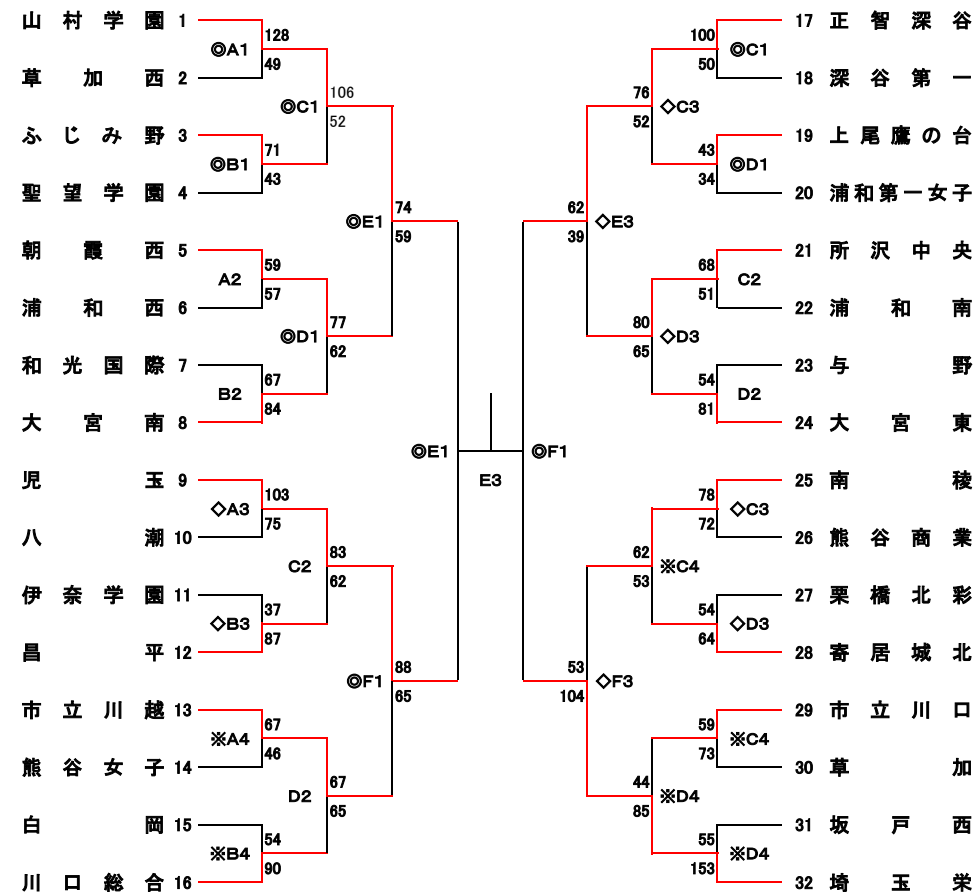 山村学園 1
128
◎A1
49
草加西 2
106
◎C1
52
ふじみ野 3
71
◎B1
43
聖望学園 4
74
◎E1
59
朝霞西 5
59
A2
57
浦和西 6
77
◎D1
62
和光国際 7
67
B2
84
大宮南 8
◎E1
E3
◎F1
児玉 9
103
◇A3
75
八潮 10
83
C2
62
伊奈学園 11
37
◇B3
87
昌平 12
88
◎F1
65
市立川越 13
67
※A4
46
熊谷女子 14
67
D2
65
白岡 15
54
※B4
90
川口総合 16
17 正智深谷
100
◎C1
50
18 深谷第一
76
◇C3
52
19 上尾鷹の台
43
◎D1
34
20 浦和第一女子
62
◇E3
39
21 所沢中央
68
C2
51
22 浦和南
80
◇D3
65
23 与野
54
D2
81
24 大宮東
25 南稜
78
◇C3
72
26 熊谷商業
62
※C4
53
27 栗橋北彩
54
◇D3
64
28 寄居城北
53
◇F3
104
29 市立川口
59
※C4
73
30 草加
44
※D4
85
31 坂戸西
55
※D4
153
32 埼玉栄